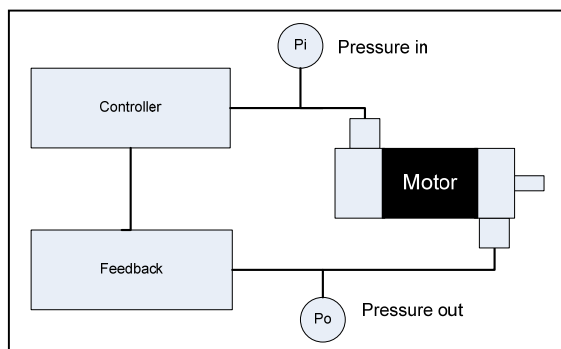 Pi
Pressure in
Controller
Motor
Feedback
Po
Pressure out